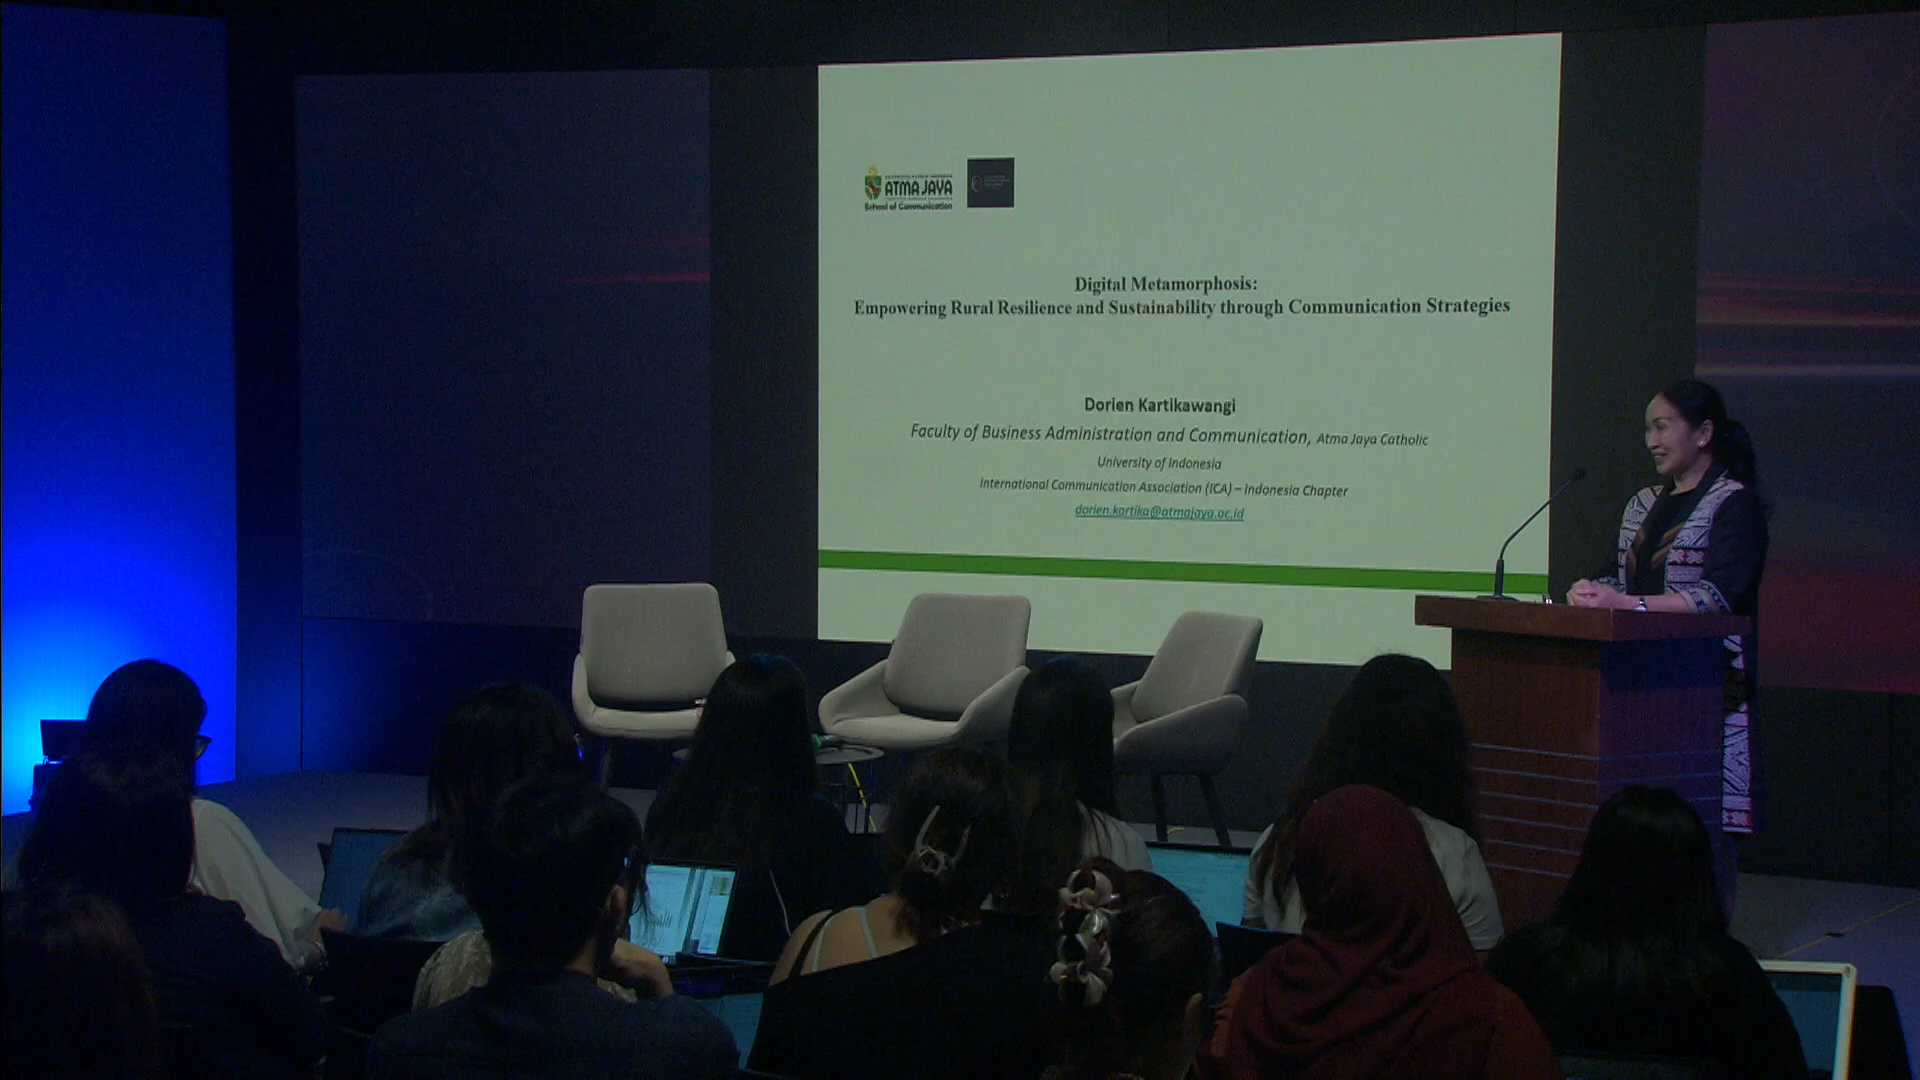 ATMA JAYA
School of Communication
Digital Metamorphosis:
Empowering Rural Resilience and Sustainability through Communication Strategies
Dorien Kartikawangi
Faculty of Business Administration and Communication, Atma Jaya Catholic
University of Indonesia
International Communication Association (ICA) – Indonesia Chapter
dorien.kartika@atmajaya.ac.id